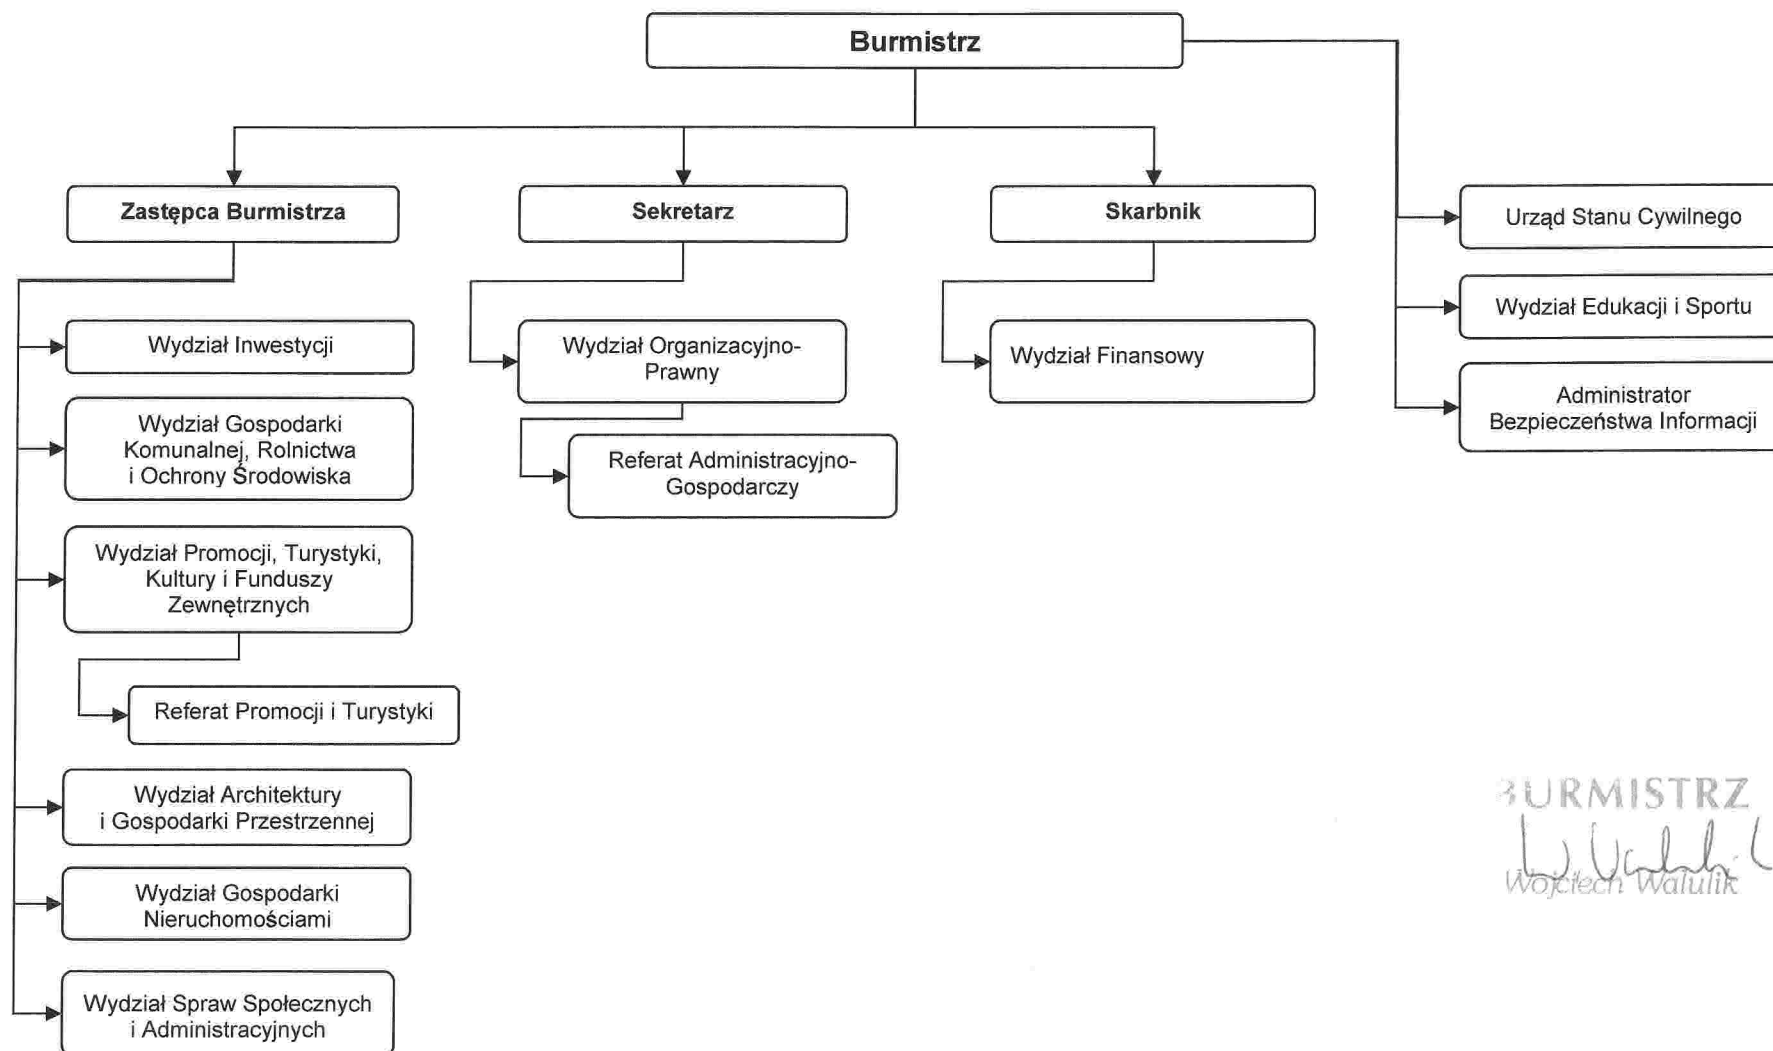 Burmistrz
Zastępca Burmistrza
Sekretarz
Skarbnik
Urząd Stanu Cywilnego
Wydział Edukacji i Sportu
Administrator
Bezpieczeństwa Informacji
Wydział Inwestycji
Wydział Gospodarki
Komunalnej, Rolnictwa
i Ochrony Środowiska
Wydział Promocji, Turystyki,
Kultury i Funduszy
Zewnętrznych
Referat Promocji i Turystyki
Wydział Architektury
i Gospodarki Przestrzennej
Wydział Gospodarki
Nieruchomościami
Wydział Spraw Społecznych
i Administracyjnych
Wydział Organizacyjno-
Prawny
Referat Administracyjno-
Gospodarczy
Wydział Finansowy
BURMISTRZ
Wojciech Walulik